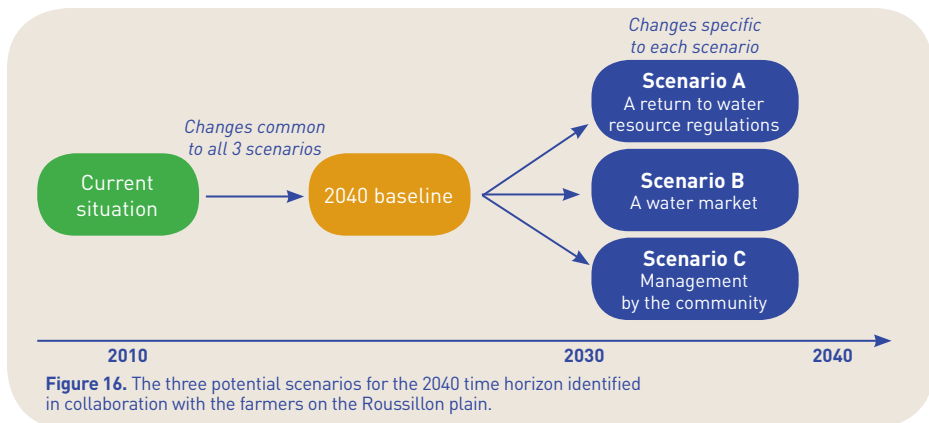 Changes specific
to each scenario
Scenario A
A return to water
resource regulations
Changes common
to all 3 scenarios
Current
situation
2040 baseline
Scenario B
A water market
Scenario C
Management
by the community
2010
2030
2040
Figure 16. The three potential scenarios for the 2040 time horizon identified
in collaboration with the farmers on the Roussillon plain.